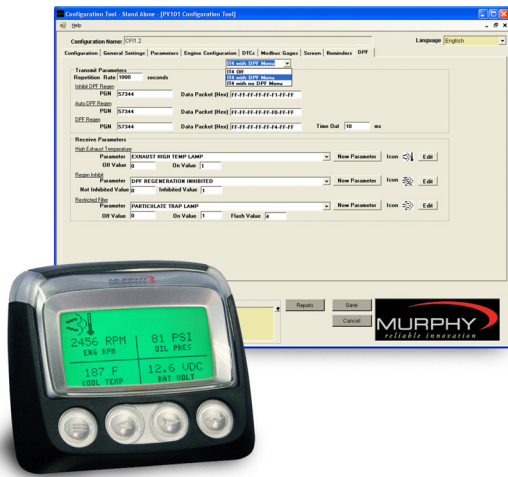 Configuration Tool - Stand Alone - [PV101 Configuration Tool]
Help
Configuration Name: CFI1.2 Language English
Configuration General Settings Parameters Engine Configuration DTCs Modbus Gages Screen Reminders DPF
IT4 with DPF Menu
IT4 Off
IT4 with DPF Menu
IT4 with no DPF Menu
Transmit Parameters
Repetition Rate 1000 seconds
Inhibit DPF Regen
PGN 57344 Data Packet (Hex) FF-FF-FF-FF-FF-F1-FF-FF
Auto DPF Regen
PGN 57344 Data Packet (Hex) FF-FF-FF-FF-FF-F0-FF-FF
DPF Regen
PGN 57344 Data Packet (Hex) FF-FF-FF-FF-FF-F4-FF-FF Time Out 10 ms
Receive Parameters
High Exhaust Temperature
Parameter EXHAUST HIGH TEMP LAMP New Parameter Icon Edit
Off Value 0 On Value 1
Regen Inhibit
Parameter DPF REGENERATION INHIBITED New Parameter Icon Edit
Not Inhibited Value 0 Inhibited Value 1
Restricted Filter
Parameter PARTICULATE TRAP LAMP New Parameter Icon Edit
Off Value 0 On Value 1 Flash Value 4
Reports Save
Cancel
MURPHY
reliable innovation
MURPHY
2456 RPM 81 PSI
ENG RPM OIL PRES
187 F 12.6 VDC
COOL TEMP BAT VOLT